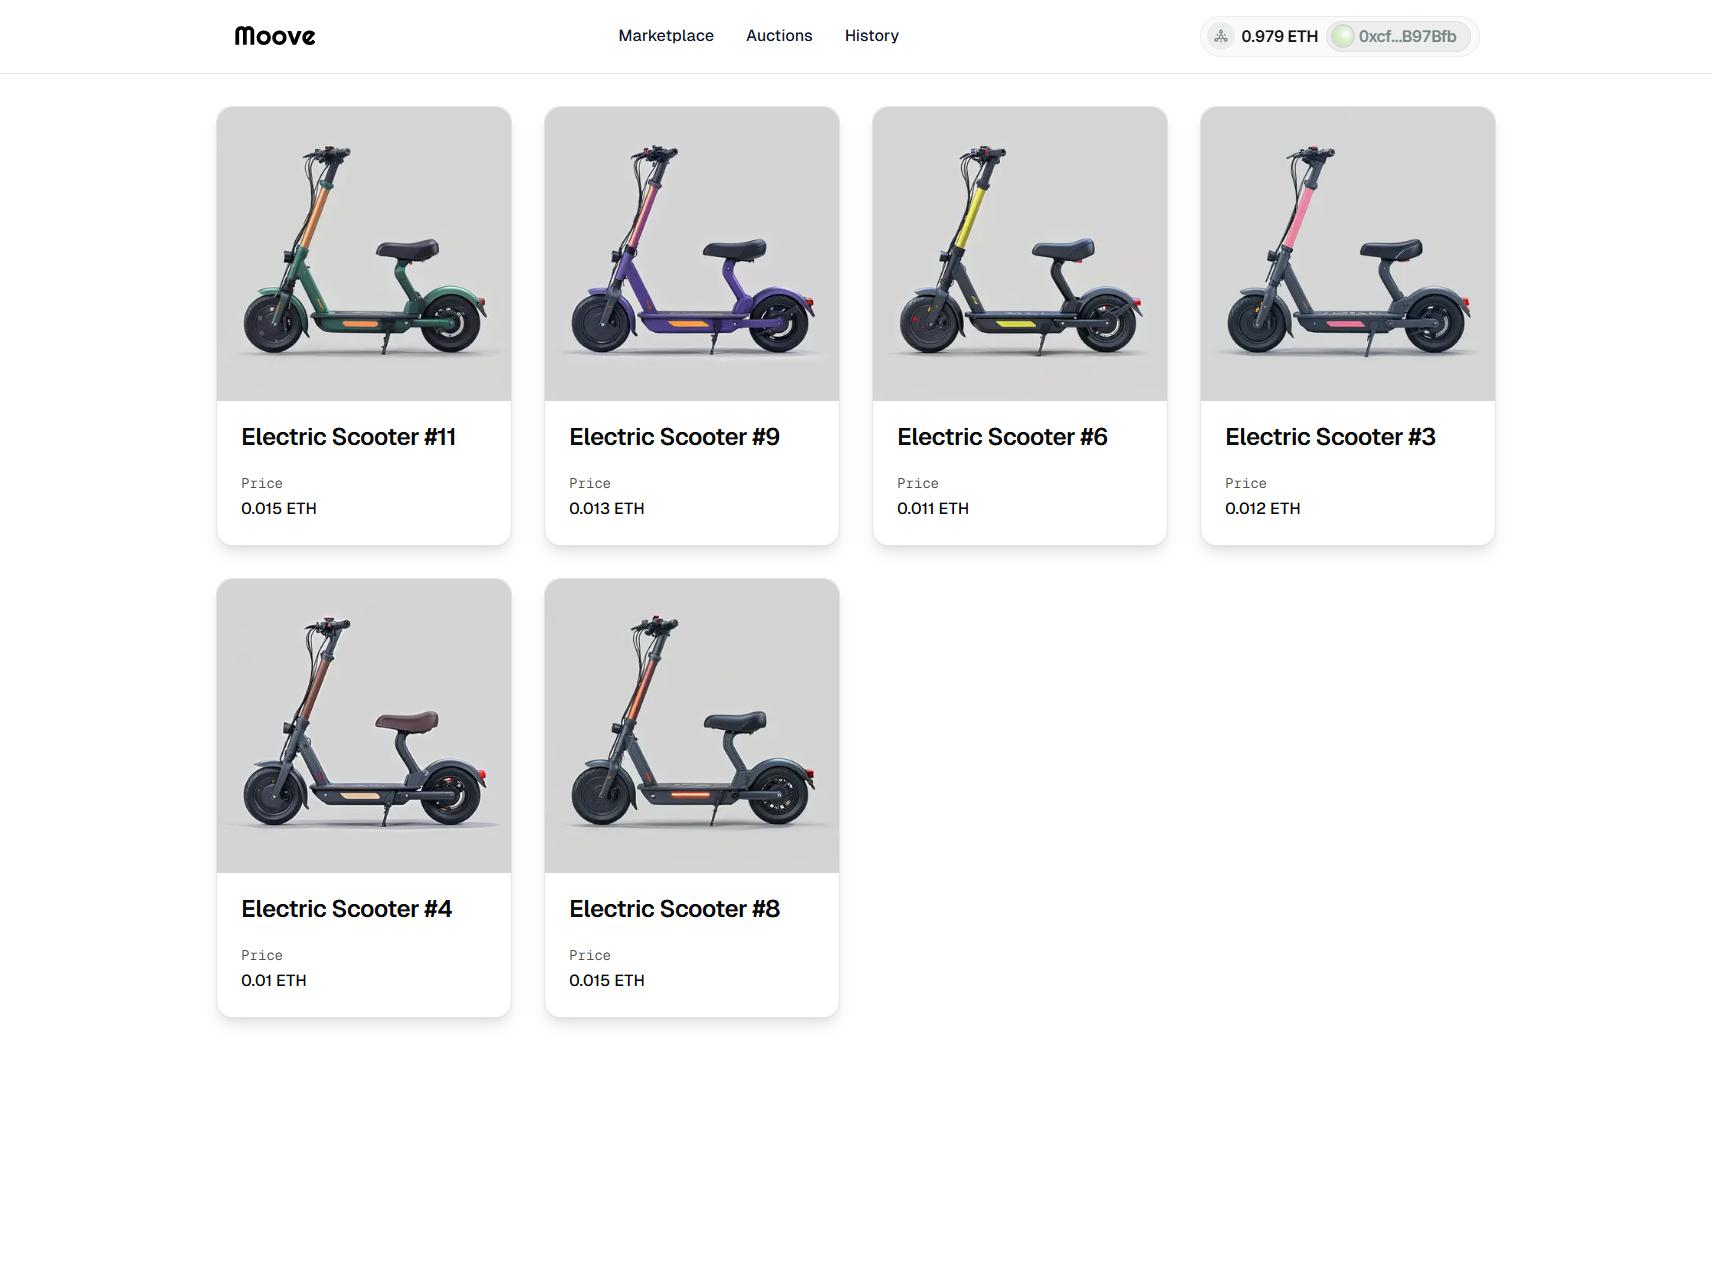 Moove
Marketplace
Auctions
History
0.979 ETH
0xcf...B97Bfb
Electric Scooter #11
Price
0.015 ETH
Electric Scooter #9
Price
0.013 ETH
Electric Scooter #6
Price
0.011 ETH
Electric Scooter #3
Price
0.012 ETH
Electric Scooter #4
Price
0.01 ETH
Electric Scooter #8
Price
0.015 ETH